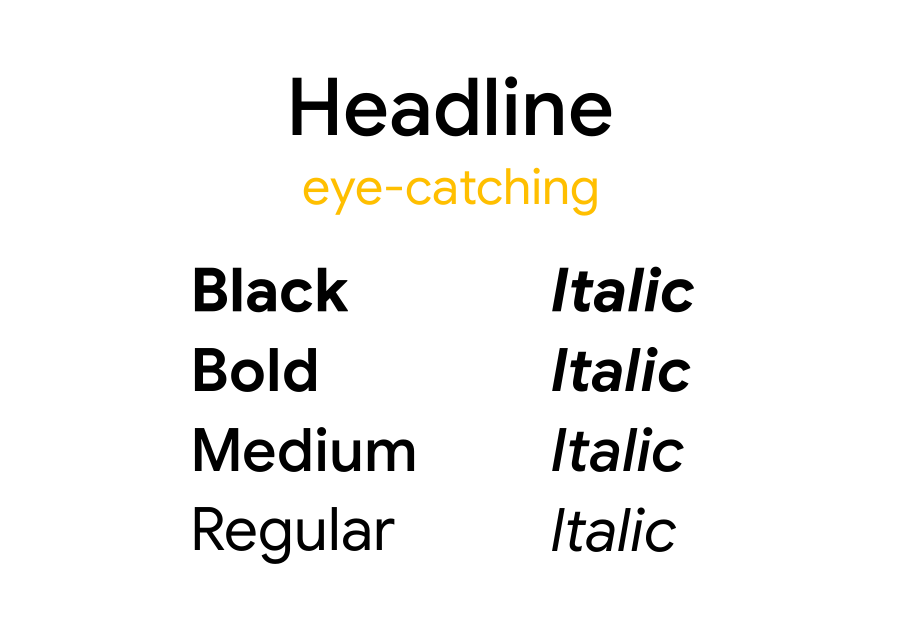 Headline
eye-catching
Black Italic
Bold Italic
Medium Italic
Regular Italic